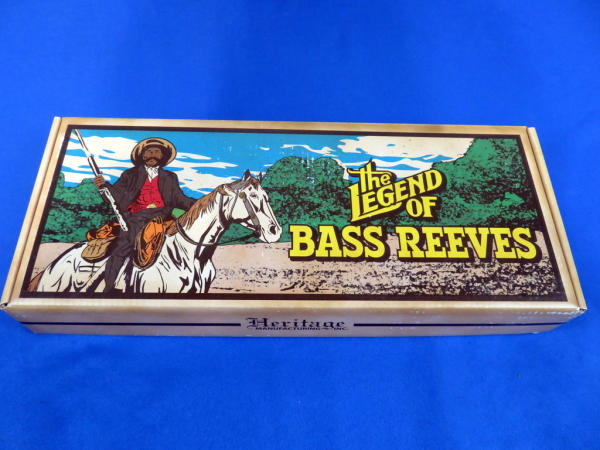 The
LEGEND
OF
BASS REEVES
Heritage
MANUFACTURING INC.